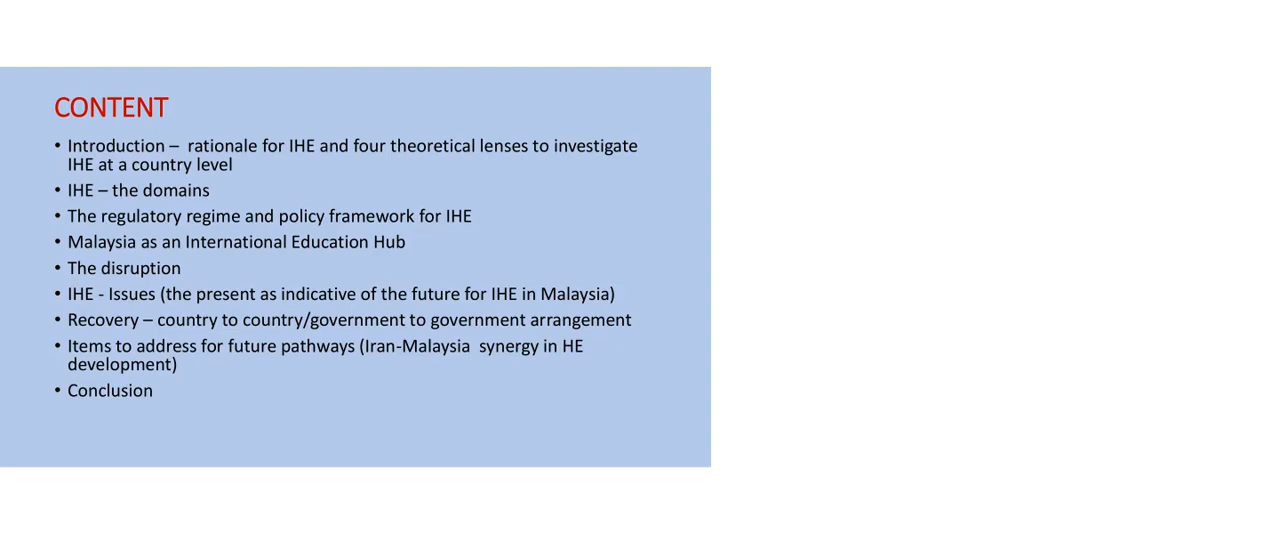 CONTENT
• Introduction –  rationale for IHE and four theoretical lenses to investigate
IHE at a country level
• IHE – the domains
• The regulatory regime and policy framework for IHE
• Malaysia as an International Education Hub
• The disruption
• IHE - Issues (the present as indicative of the future for IHE in Malaysia)
• Recovery – country to country/government to government arrangement
• Items to address for future pathways (Iran-Malaysia  synergy in HE
development)
• Conclusion